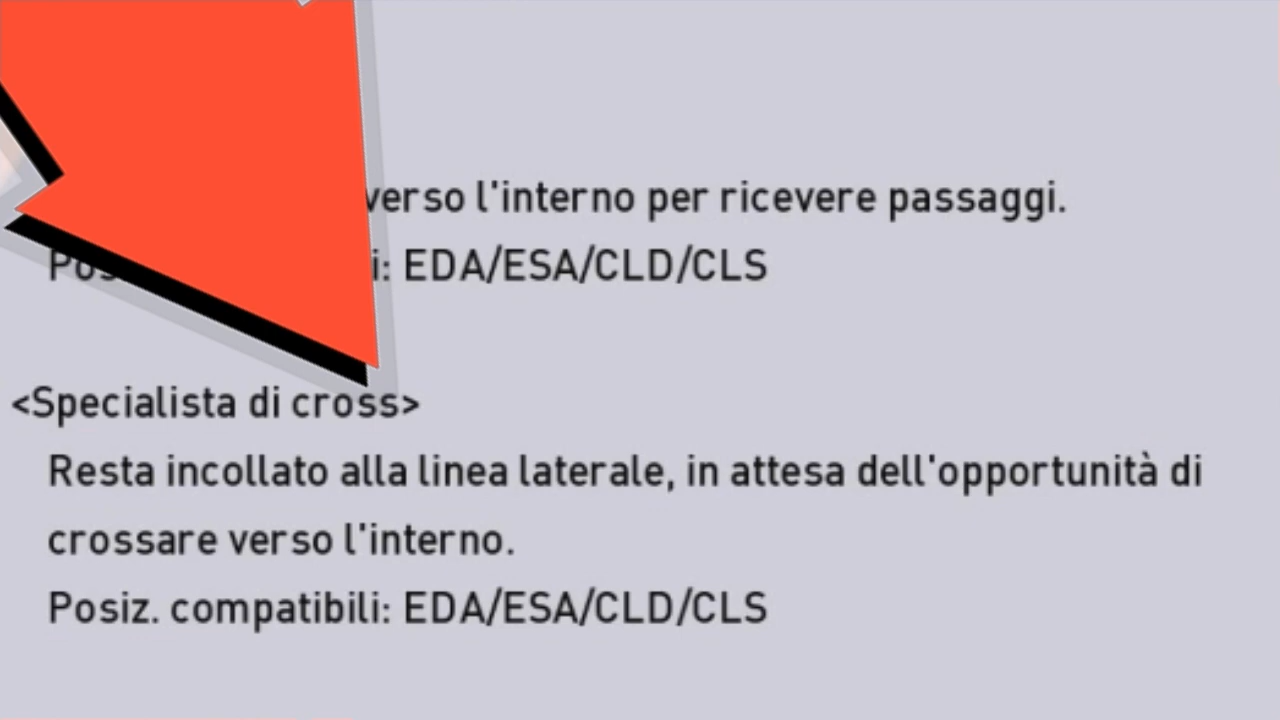 verso l'interno per ricevere passaggi.
EDA/ESA/CLD/CLS
<Specialista di cross>
Resta incollato alla linea laterale, in attesa dell'opportunità di
crossare verso l'interno.
Posiz. compatibili: EDA/ESA/CLD/CLS